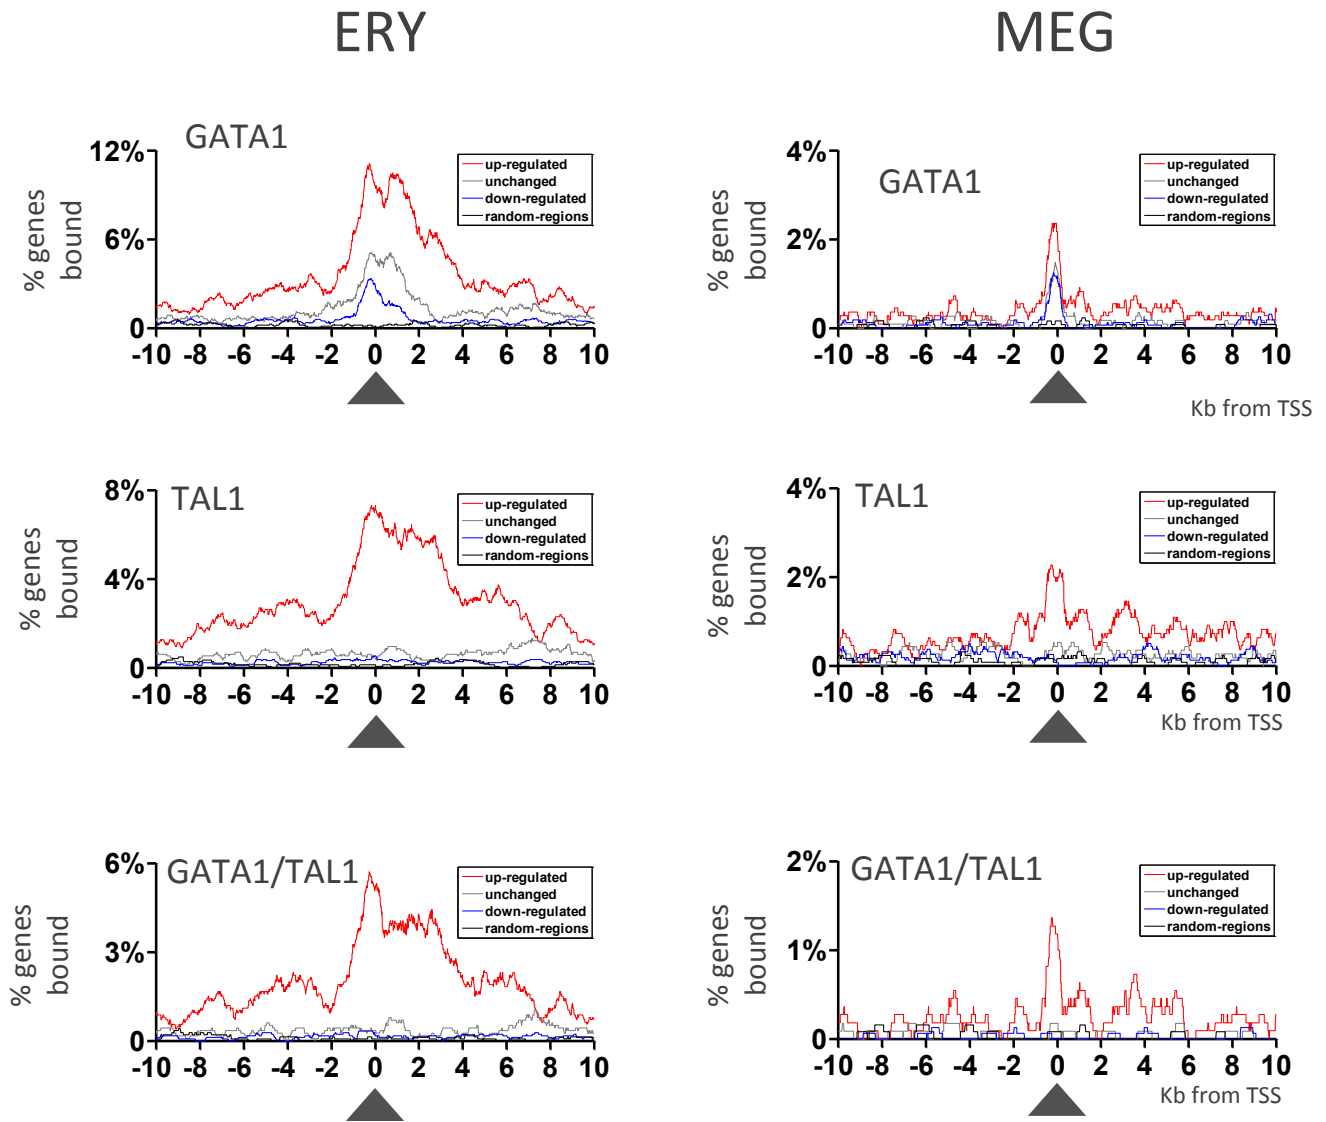 ERY
MEG
GATA1
12%
6%
0
% genes
bound
up-regulated
unchanged
down-regulated
random-regions
-10 -8 -6 -4 -2 0 2 4 6 8 10
GATA1
4%
2%
0
% genes
bound
up-regulated
unchanged
down-regulated
random-regions
-10 -8 -6 -4 -2 0 2 4 6 8 10
Kb from TSS
TAL1
8%
4%
0
% genes
bound
up-regulated
unchanged
down-regulated
random-regions
-10 -8 -6 -4 -2 0 2 4 6 8 10
TAL1
4%
2%
0
% genes
bound
up-regulated
unchanged
down-regulated
random-regions
-10 -8 -6 -4 -2 0 2 4 6 8 10
Kb from TSS
GATA1/TAL1
6%
3%
0
% genes
bound
up-regulated
unchanged
down-regulated
random-regions
-10 -8 -6 -4 -2 0 2 4 6 8 10
GATA1/TAL1
2%
1%
0
% genes
bound
up-regulated
unchanged
down-regulated
random-regions
-10 -8 -6 -4 -2 0 2 4 6 8 10
Kb from TSS